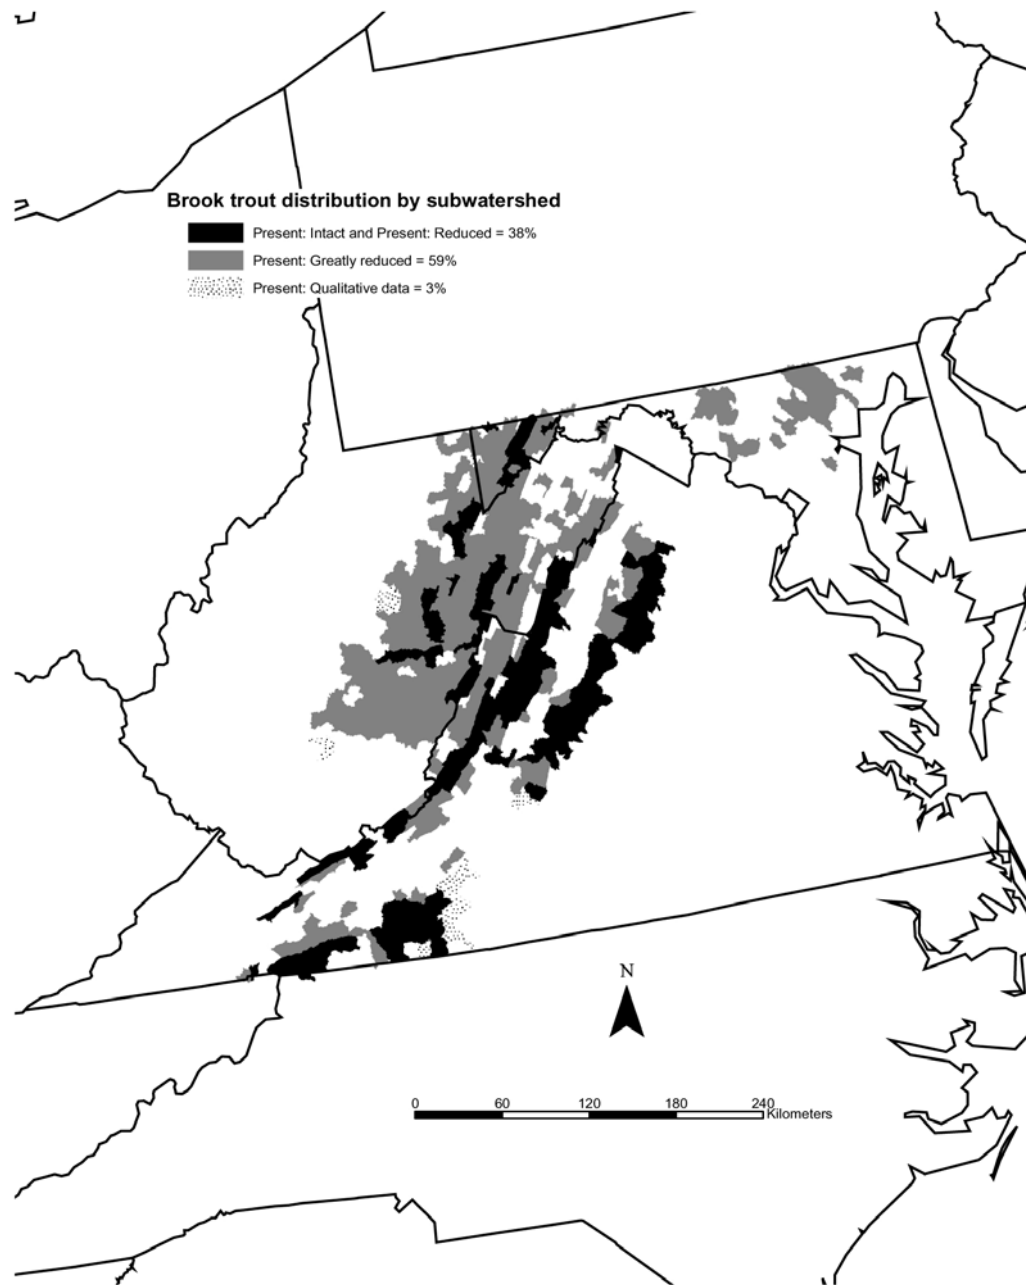 Brook trout distribution by subwatershed
Present: Intact and Present: Reduced = 38%
Present: Greatly reduced = 59%
Present: Qualitative data = 3%
N
0 60 120 180 240
Kilometers